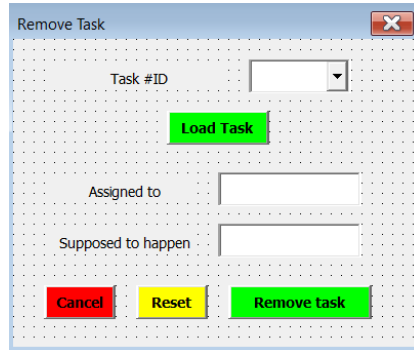 Remove Task
Task #ID
Load Task
Assigned to
Supposed to happen
Cancel Reset Remove task